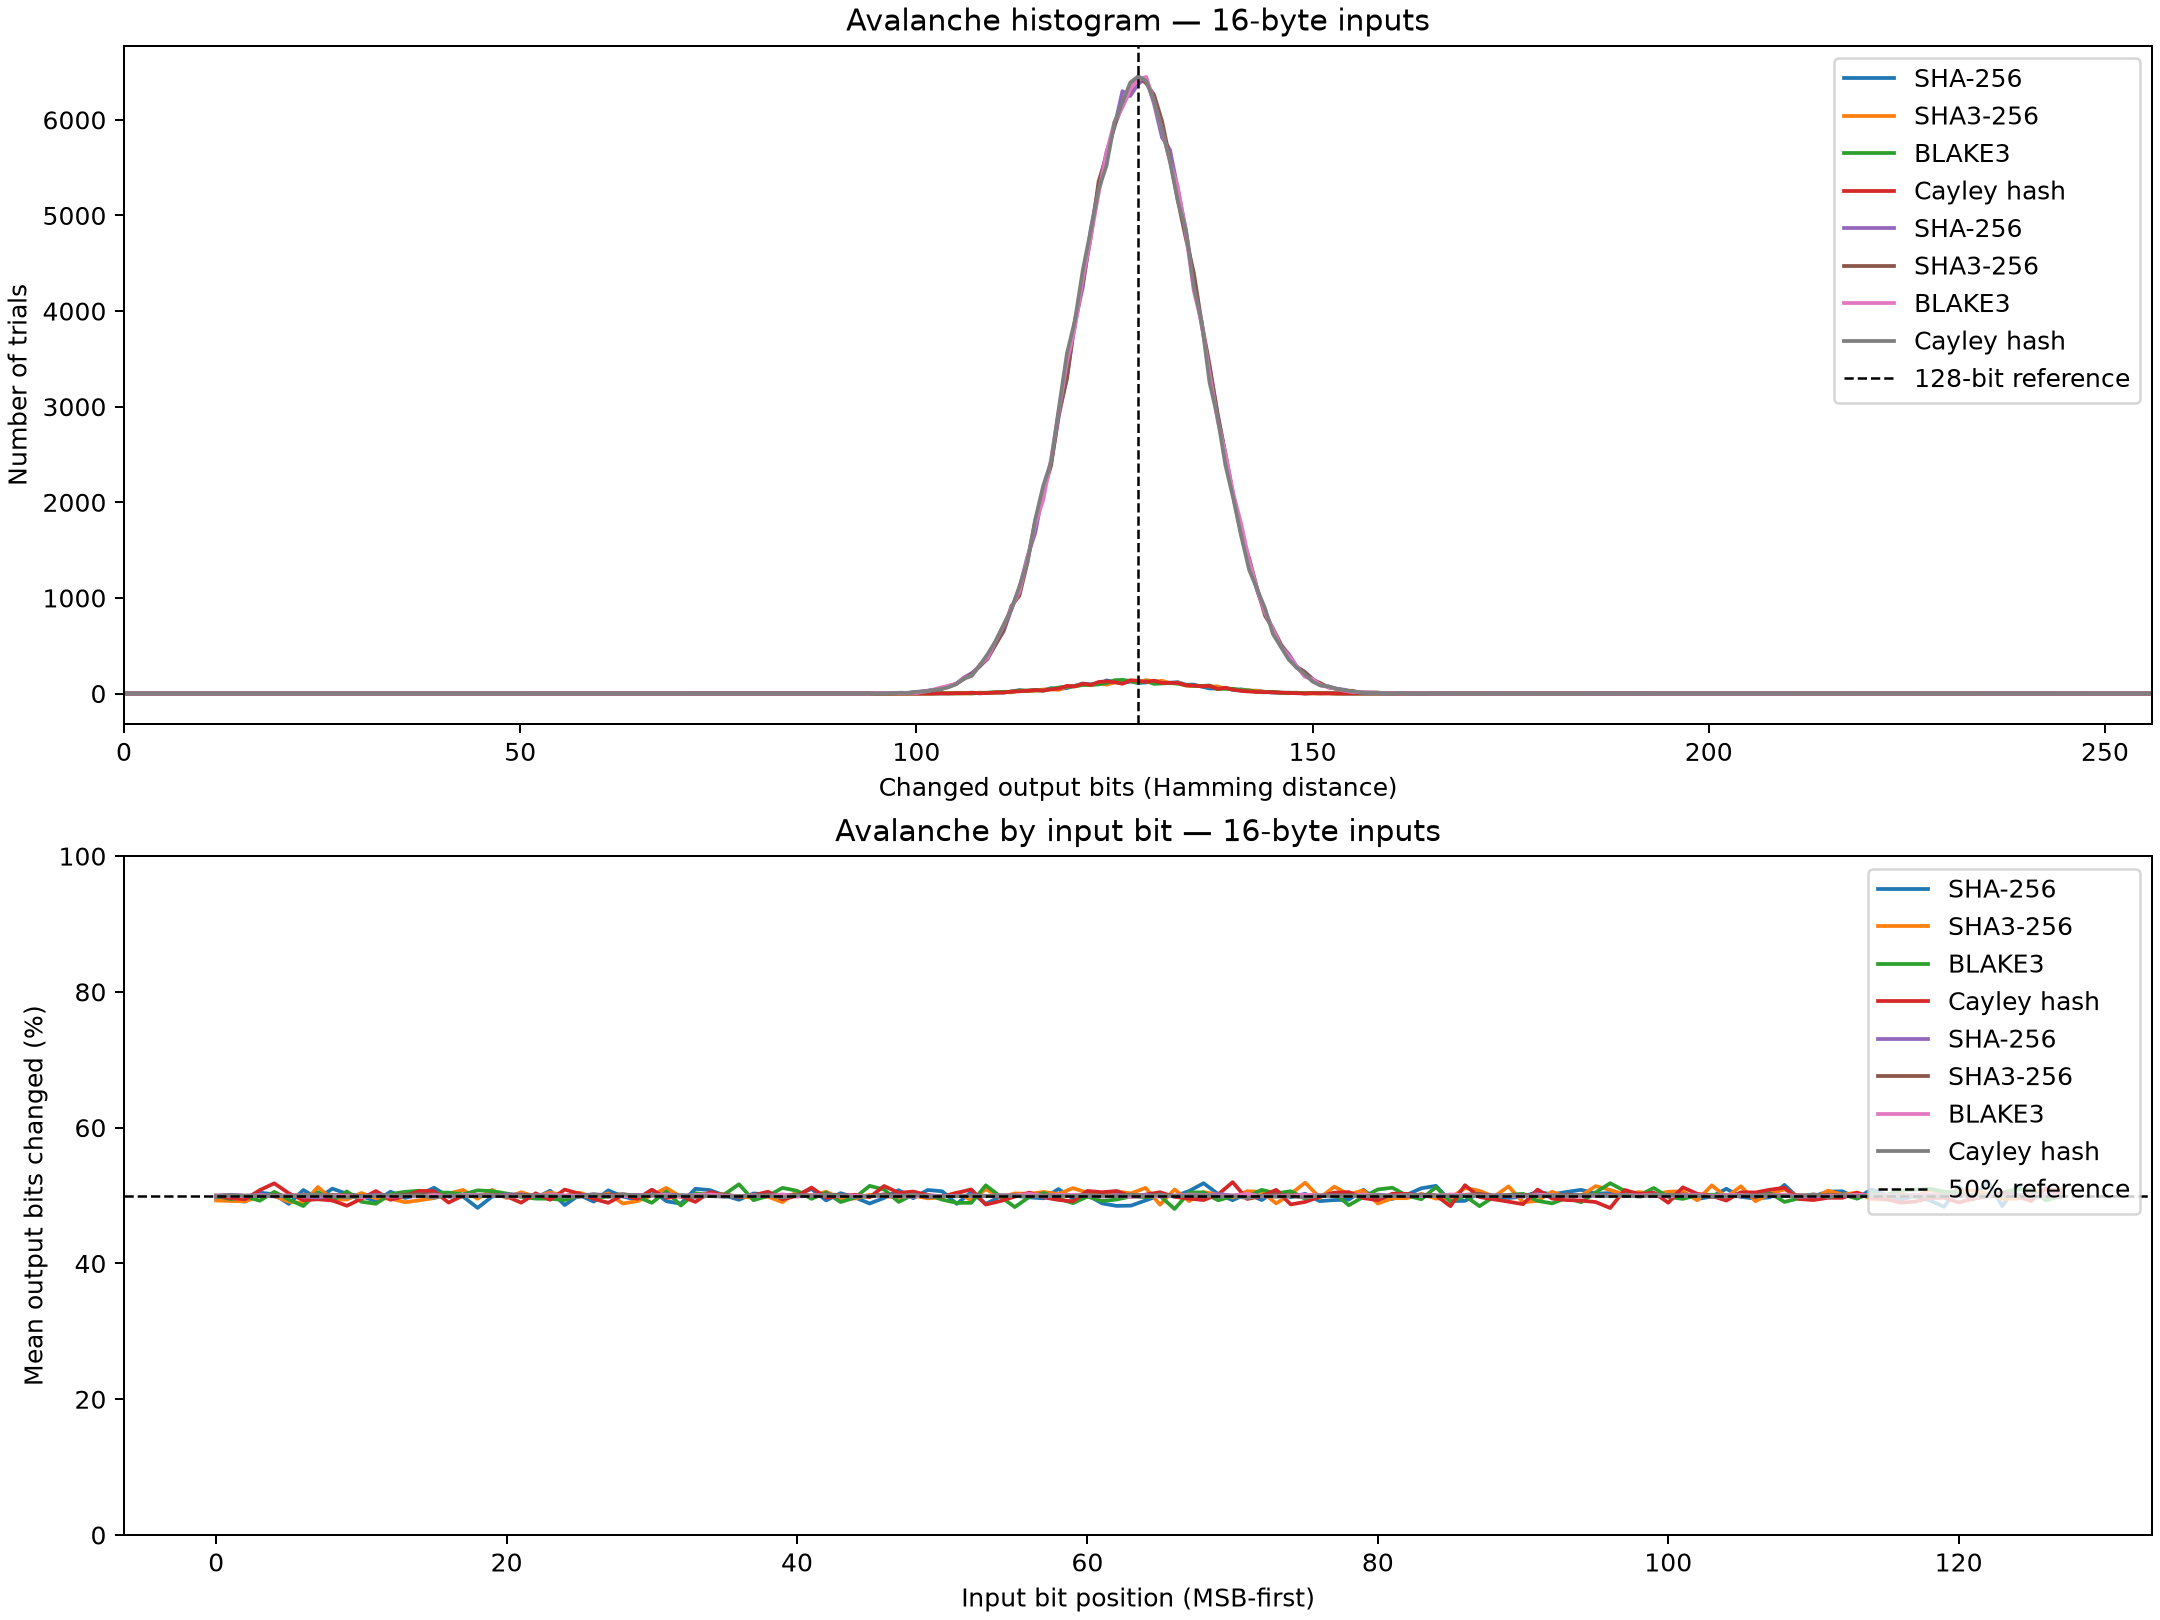 Avalanche histogram — 16-byte inputs
Number of trials
6000
5000
4000
3000
2000
1000
0
SHA-256
SHA3-256
BLAKE3
Cayley hash
SHA-256
SHA3-256
BLAKE3
Cayley hash
128-bit reference
0
50
100
150
200
250
Changed output bits (Hamming distance)
Avalanche by input bit — 16-byte inputs
Mean output bits changed (%)
100
80
60
40
20
0
SHA-256
SHA3-256
BLAKE3
Cayley hash
SHA-256
SHA3-256
BLAKE3
Cayley hash
50% reference
0
20
40
60
80
100
120
Input bit position (MSB-first)